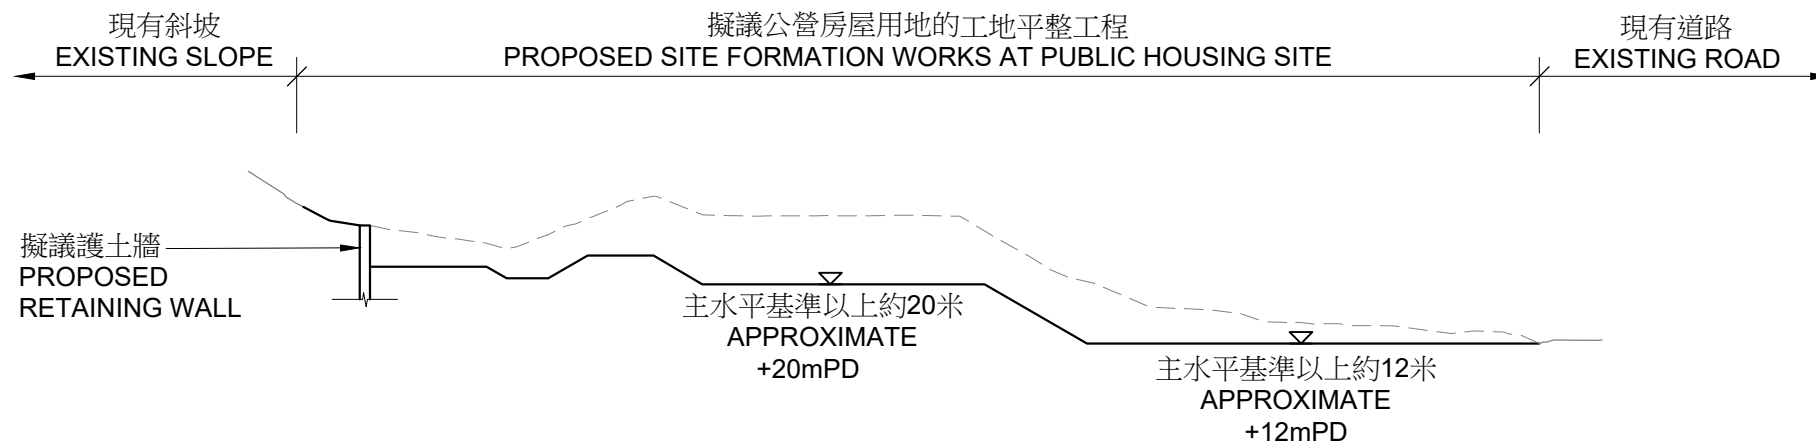 現有斜坡
EXISTING SLOPE
擬議公營房屋用地的工地平整工程
PROPOSED SITE FORMATION WORKS AT PUBLIC HOUSING SITE
現有道路
EXISTING ROAD
擬議護土牆
PROPOSED
RETAINING WALL
主水平基準以上約20米
APPROXIMATE
+20mPD
主水平基準以上約12米
APPROXIMATE
+12mPD